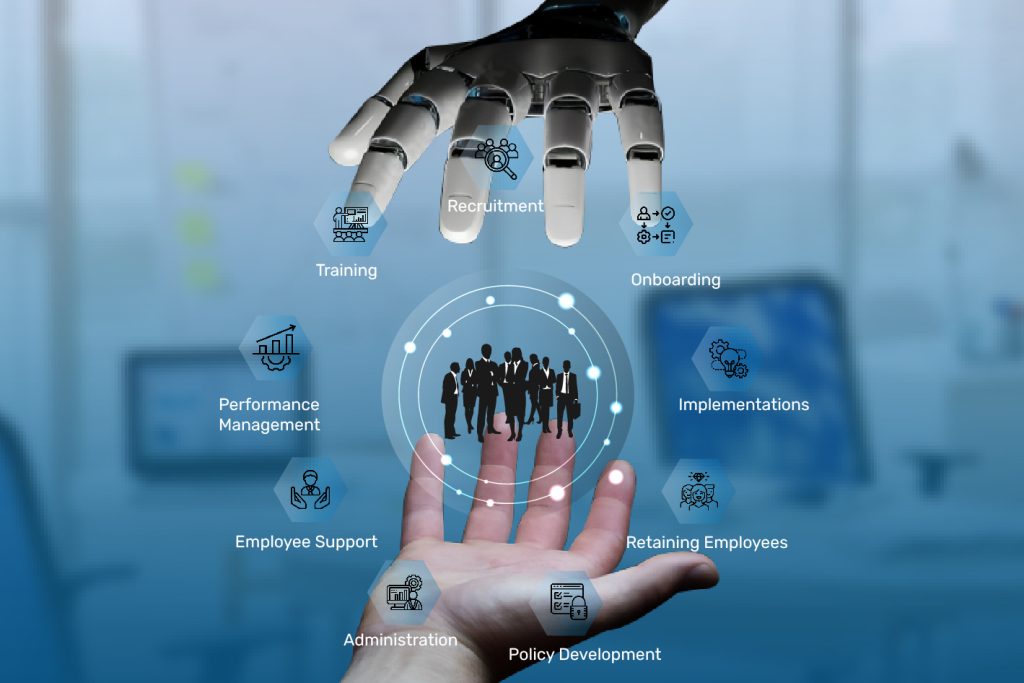 Recruitment
Training
Onboarding
Performance
Management
Implementations
Employee Support
Retaining Employees
Administration
Policy Development